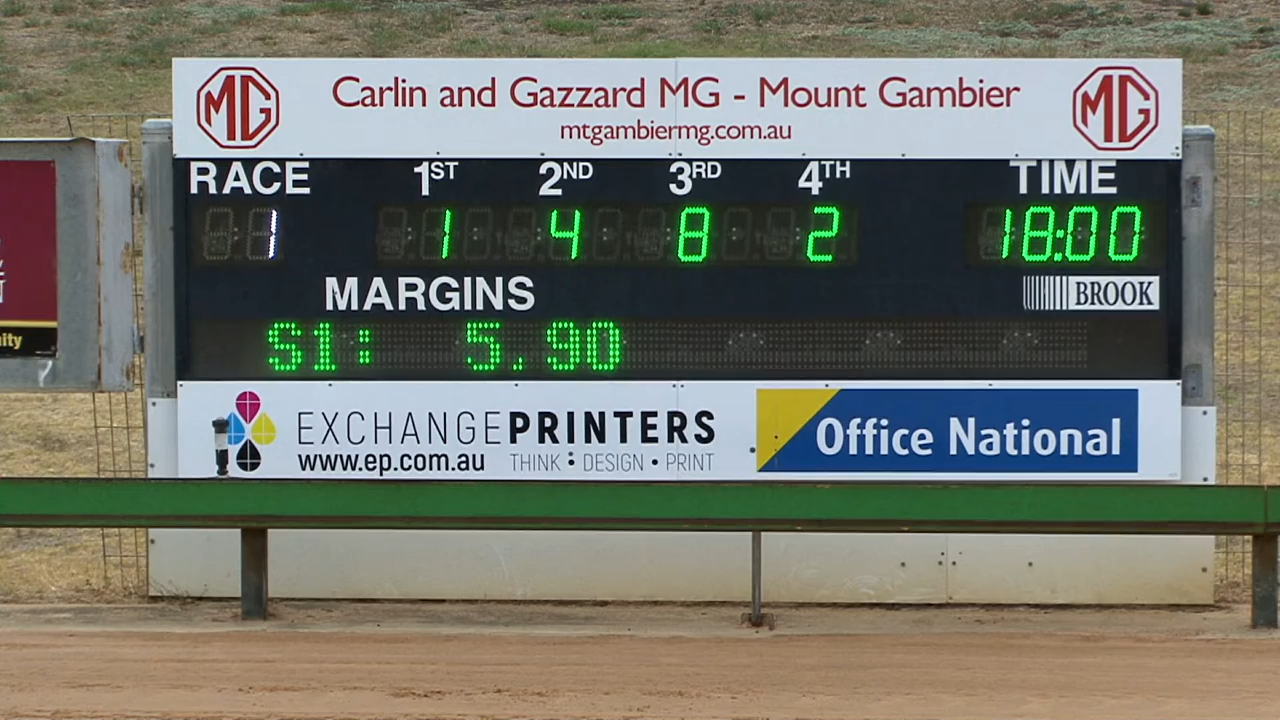 MG Carlin and Gazzard MG - Mount Gambier MG
mtgambiermg.com.au
RACE 1ST 2ND 3RD 4TH TIME
1 1 4 8 2 18:00
MARGINS BROOK
S1: 5.90
EXCHANGEPRINTERS
www.ep.com.au THINK : DESIGN • PRINT
Office National
ity